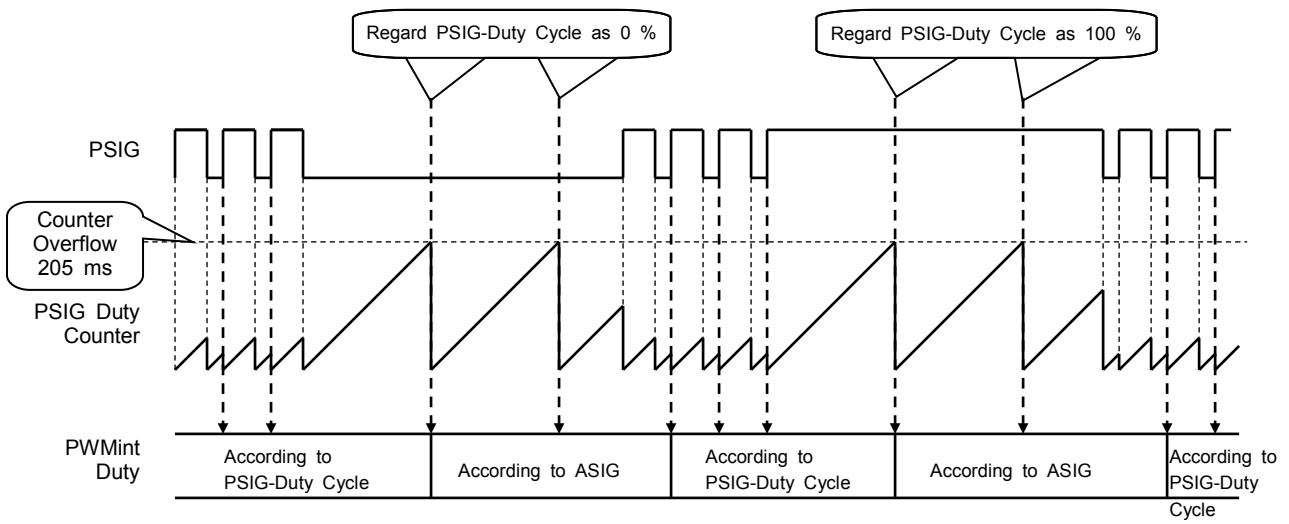 Regard PSIG-Duty Cycle as 0 %
Regard PSIG-Duty Cycle as 100 %
PSIG
Counter
Overflow
205 ms
PSIG Duty
Counter
PWMint
Duty
According to
PSIG-Duty Cycle
According to ASIG
According to
PSIG-Duty Cycle
According to ASIG
According to
PSIG-Duty
Cycle